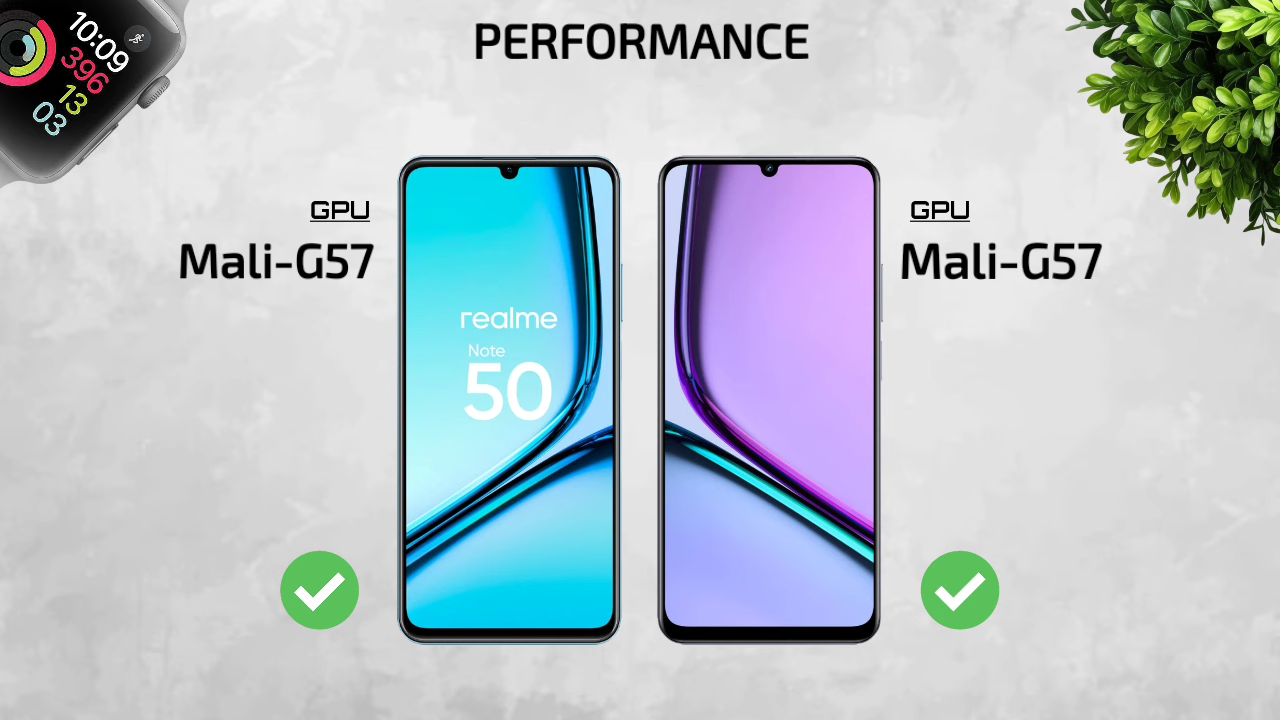 PERFORMANCE
10:09
396
13
03
GPU
Mali-G57
realme
Note
50
GPU
Mali-G57